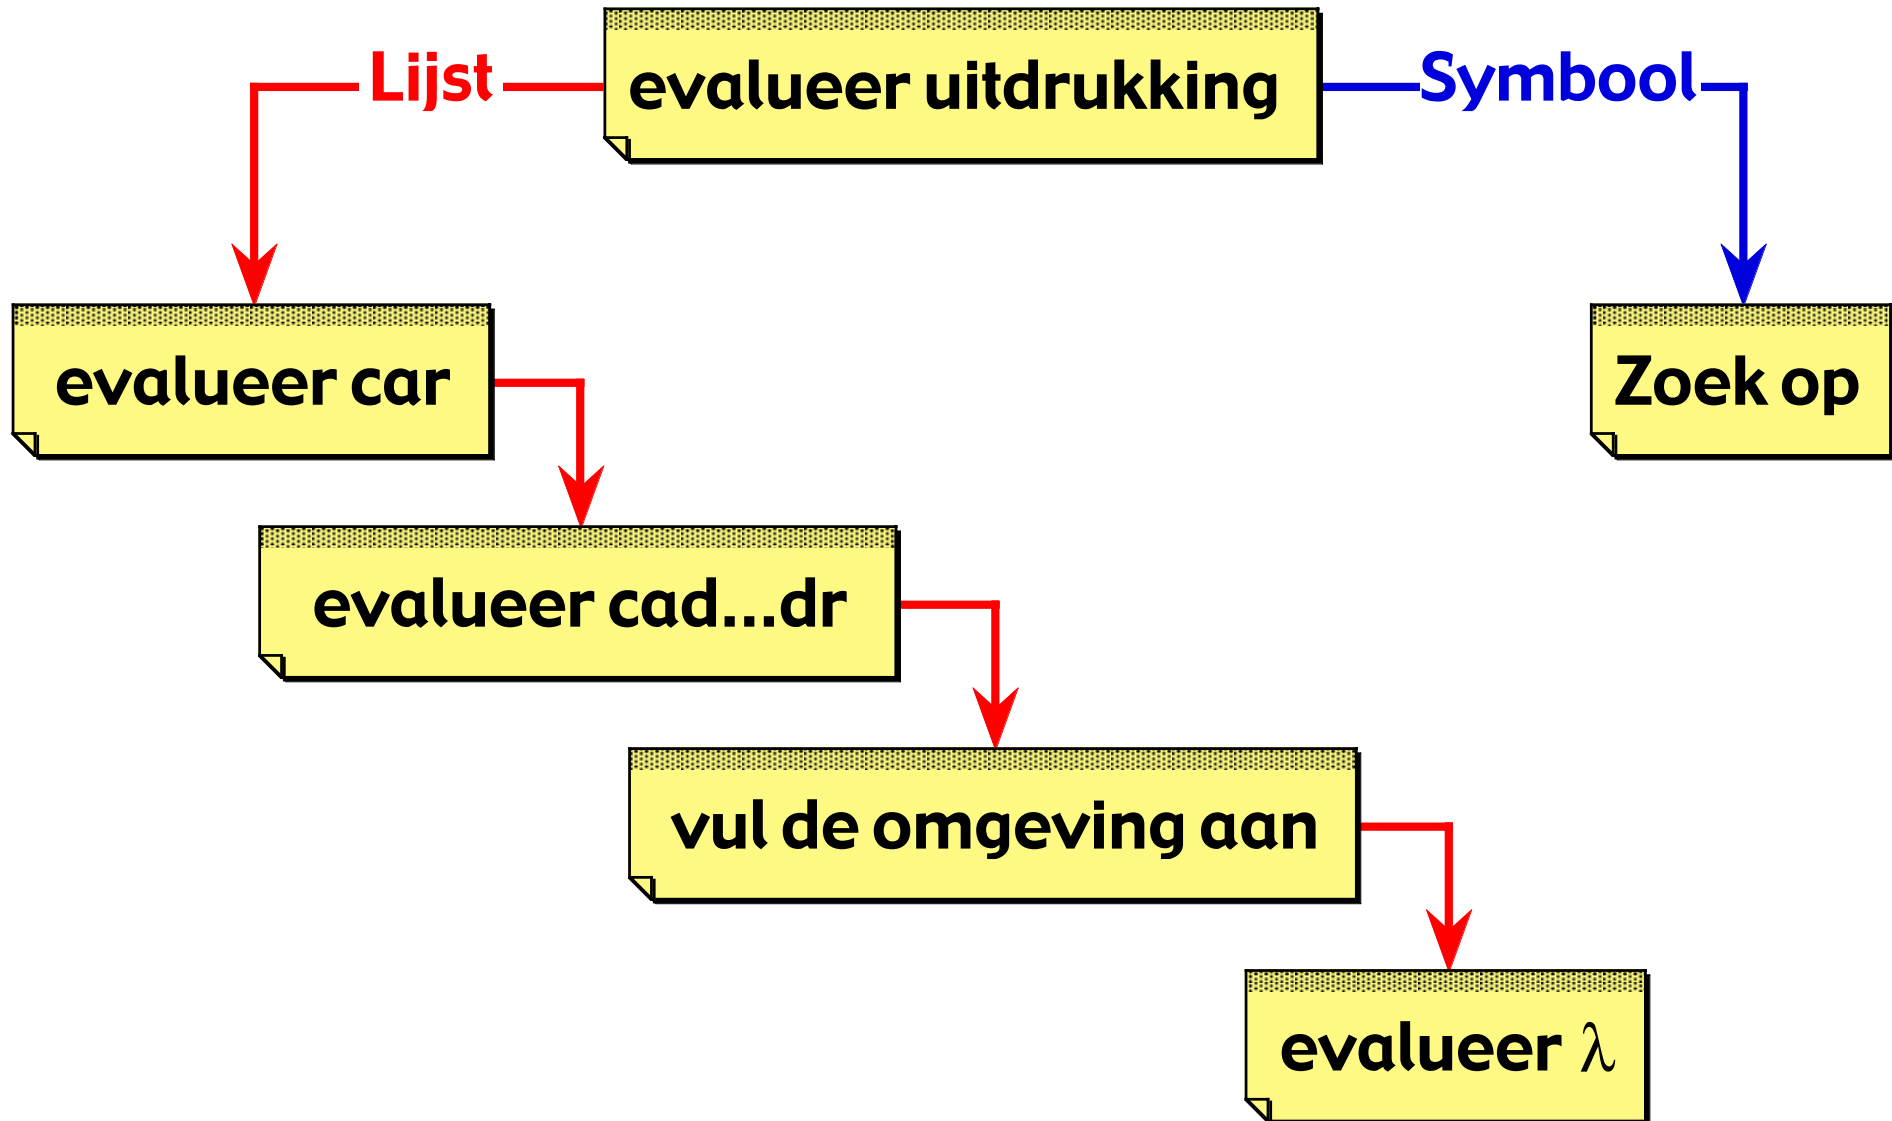 Lijst
evalueer uitdrukking
Symbool
evalueer car
Zoek op
evalueer cad...dr
vul de omgeving aan
evalueer λ